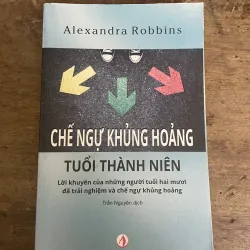 Alexandra Robbins
CHẾ NGỰ KHỦNG HOẢNG
TUỔI THÀNH NIÊN
Lời khuyên của những người tuổi hai mươi
đã trải nghiệm và chế ngự khủng hoảng
Trần Nguyên dịch